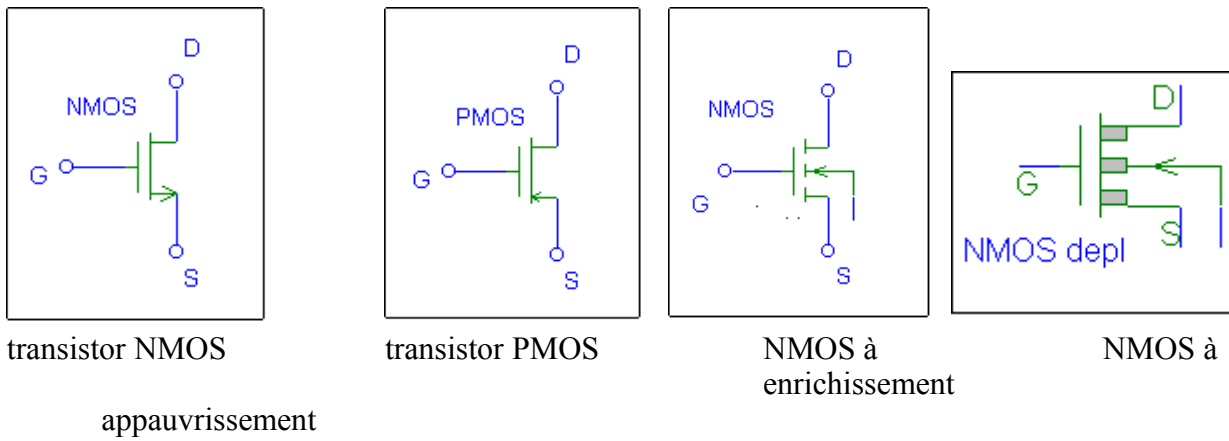 D
NMOS
G
S
D
PMOS
G
S
D
NMOS
G
S
D
G
S
NMOS depl
transistor NMOS
transistor PMOS
NMOS à
enrichissement
NMOS à
appauvrissement